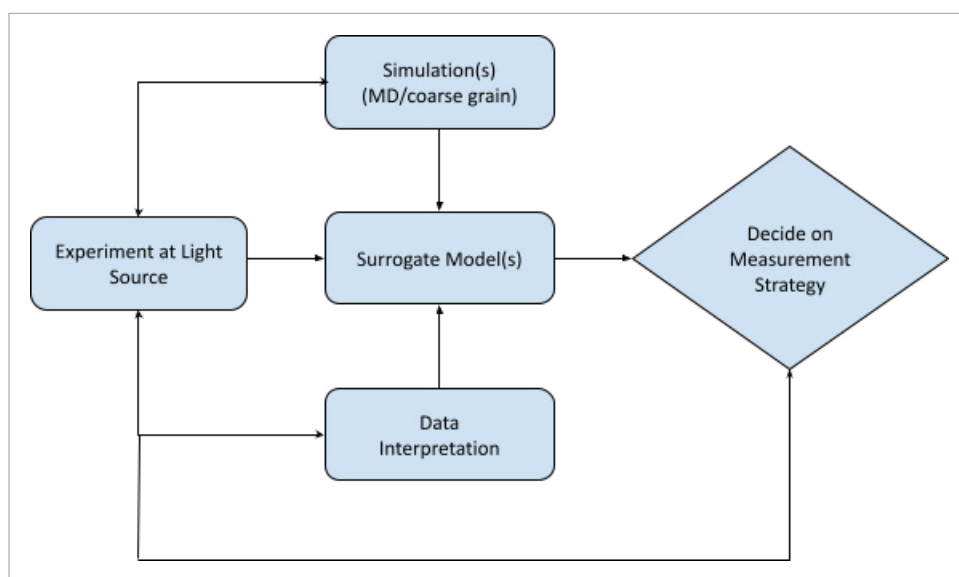 Simulation(s)
(MD/coarse grain)
Experiment at Light
Source
Surrogate Model(s)
Decide on
Measurement
Strategy
Data
Interpretation